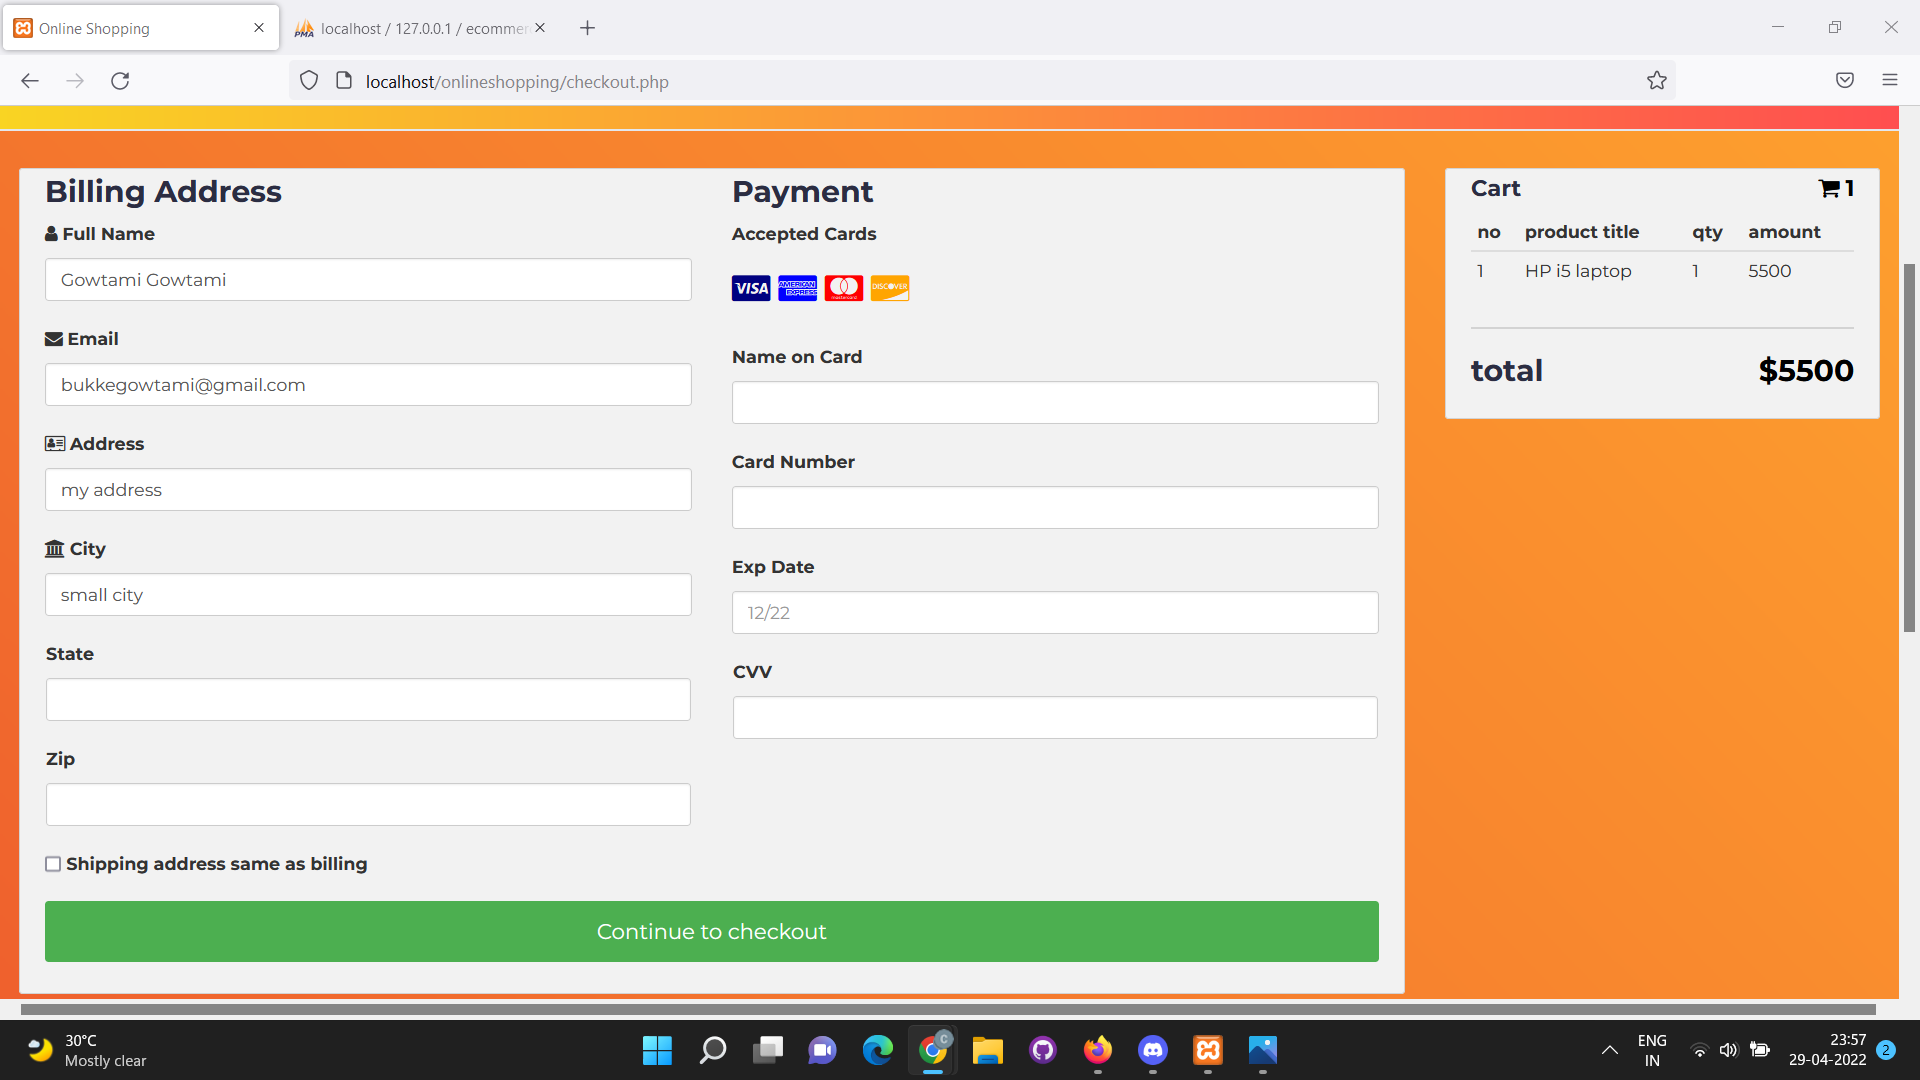 Online Shopping
localhost / 127.0.0.1 / ecommer
localhost/onlineshopping/checkout.php
Billing Address
Full Name
Gowtami Gowtami
Email
bukkegowtami@gmail.com
Address
my address
City
small city
State
Zip
Shipping address same as billing
Continue to checkout
Payment
Accepted Cards
VISA AMERICAN EXPRESS mastercard DISCOVER
Name on Card
Card Number
Exp Date
12/22
CVV
Cart 1
no product title qty amount
1 HP i5 laptop 1 5500
total $5500
30°C
Mostly clear
ENG
IN
23:57
29-04-2022
2
PMA
C